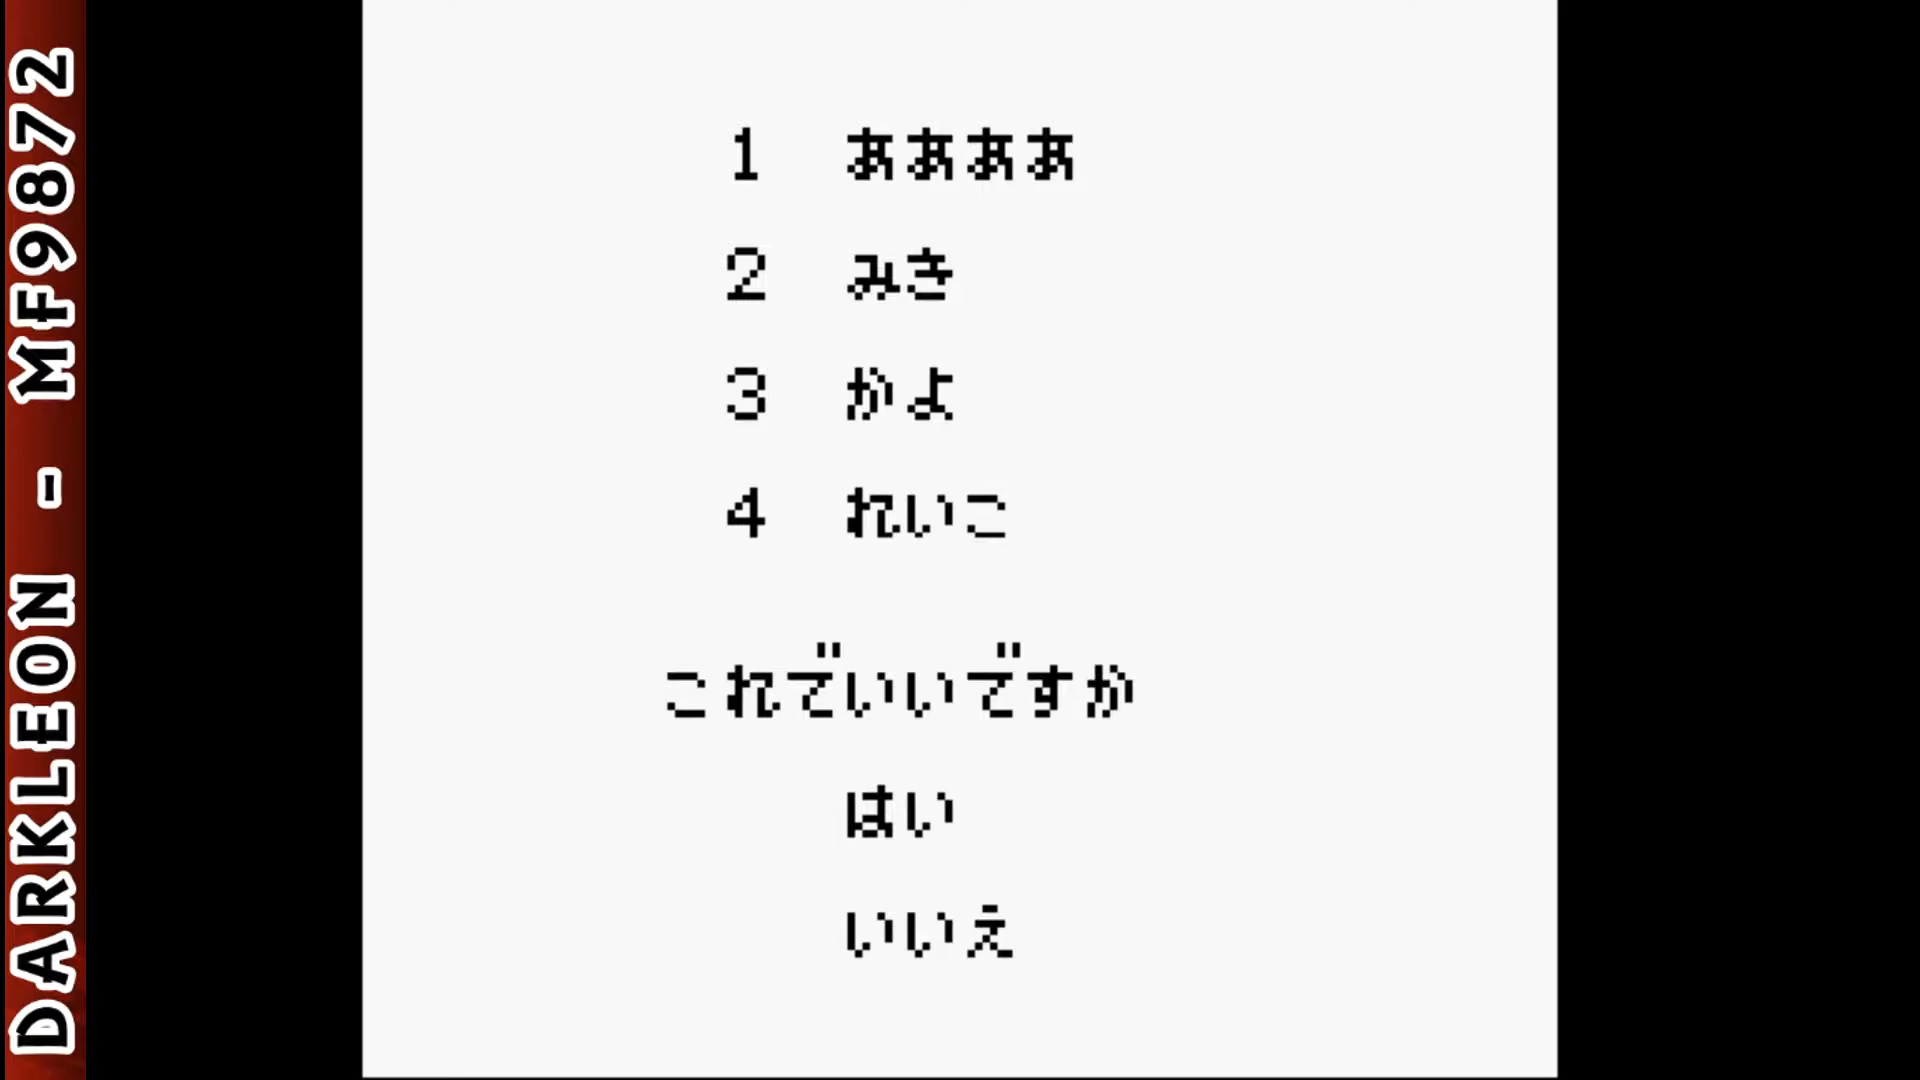 DARKLEON - MF9872
1 ああああ
2 みき
3 かよ
4 れいこ
これでいいですか
はい
いいえ